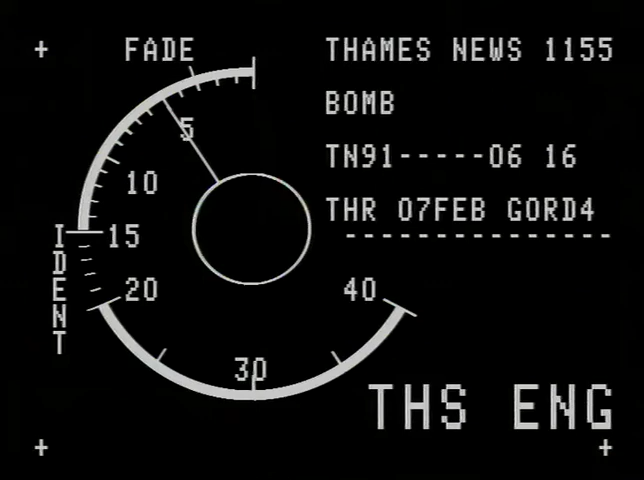 + FADE THAMES NEWS 1155
BOMB
5
TN91-----06 16
10
THR 07FEB GORD4
---------------
IDENT
15
20
40
30
THS ENG
+ +